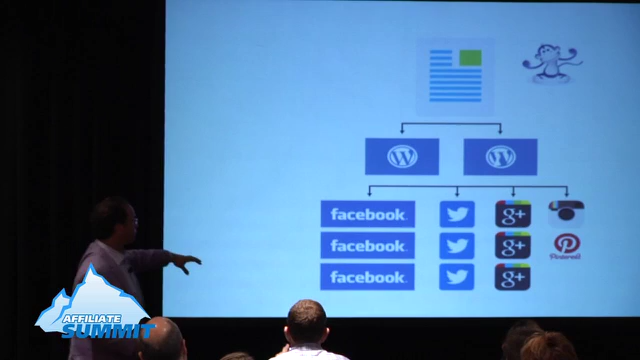 facebook.
g+
facebook.
g+
Pinterest
facebook.
g+
AFFILIATE
SUMMIT